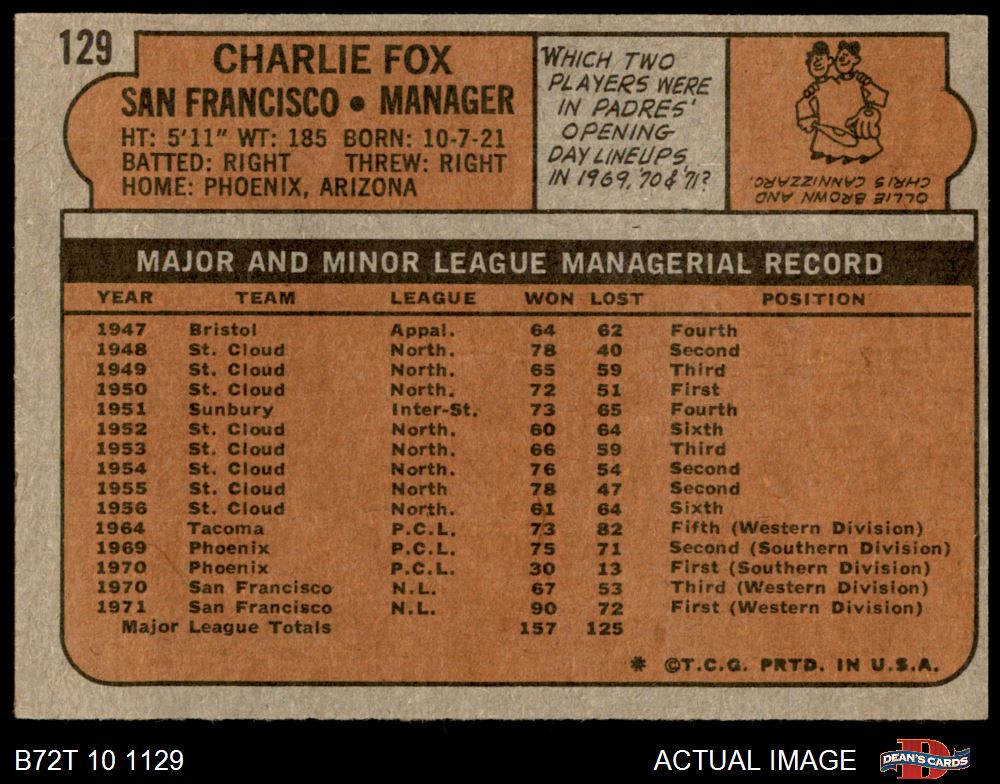 129
CHARLIE FOX
SAN FRANCISCO • MANAGER
HT: 5'11" WT: 185 BORN: 10-7-21
BATTED: RIGHT THREW: RIGHT
HOME: PHOENIX, ARIZONA
WHICH TWO
PLAYERS WERE
IN PADRES'
OPENING
DAY LINEUPS
IN 1969, '70 & '71?
OLLIE BROWN AND
CHRIS CANNIZZARO.
MAJOR AND MINOR LEAGUE MANAGERIAL RECORD
YEAR TEAM LEAGUE WON LOST POSITION
1947 Bristol Appal. 64 62 Fourth
1948 St. Cloud North. 78 40 Second
1949 St. Cloud North. 65 59 Third
1950 St. Cloud North. 72 51 First
1951 Sunbury Inter-St. 73 65 Fourth
1952 St. Cloud North. 60 64 Sixth
1953 St. Cloud North. 66 59 Third
1954 St. Cloud North. 76 54 Second
1955 St. Cloud North 78 47 Second
1956 St. Cloud North. 61 64 Sixth
1964 Tacoma P.C.L. 73 82 Fifth (Western Division)
1969 Phoenix P.C.L. 75 71 Second (Southern Division)
1970 Phoenix P.C.L. 30 13 First (Southern Division)
1970 San Francisco N.L. 67 53 Third (Western Division)
1971 San Francisco N.L. 90 72 First (Western Division)
Major League Totals 157 125
* ©T.C.G. PRTD. IN U.S.A.
B72T 10 1129
ACTUAL IMAGE
D
DEAN'S CARDS